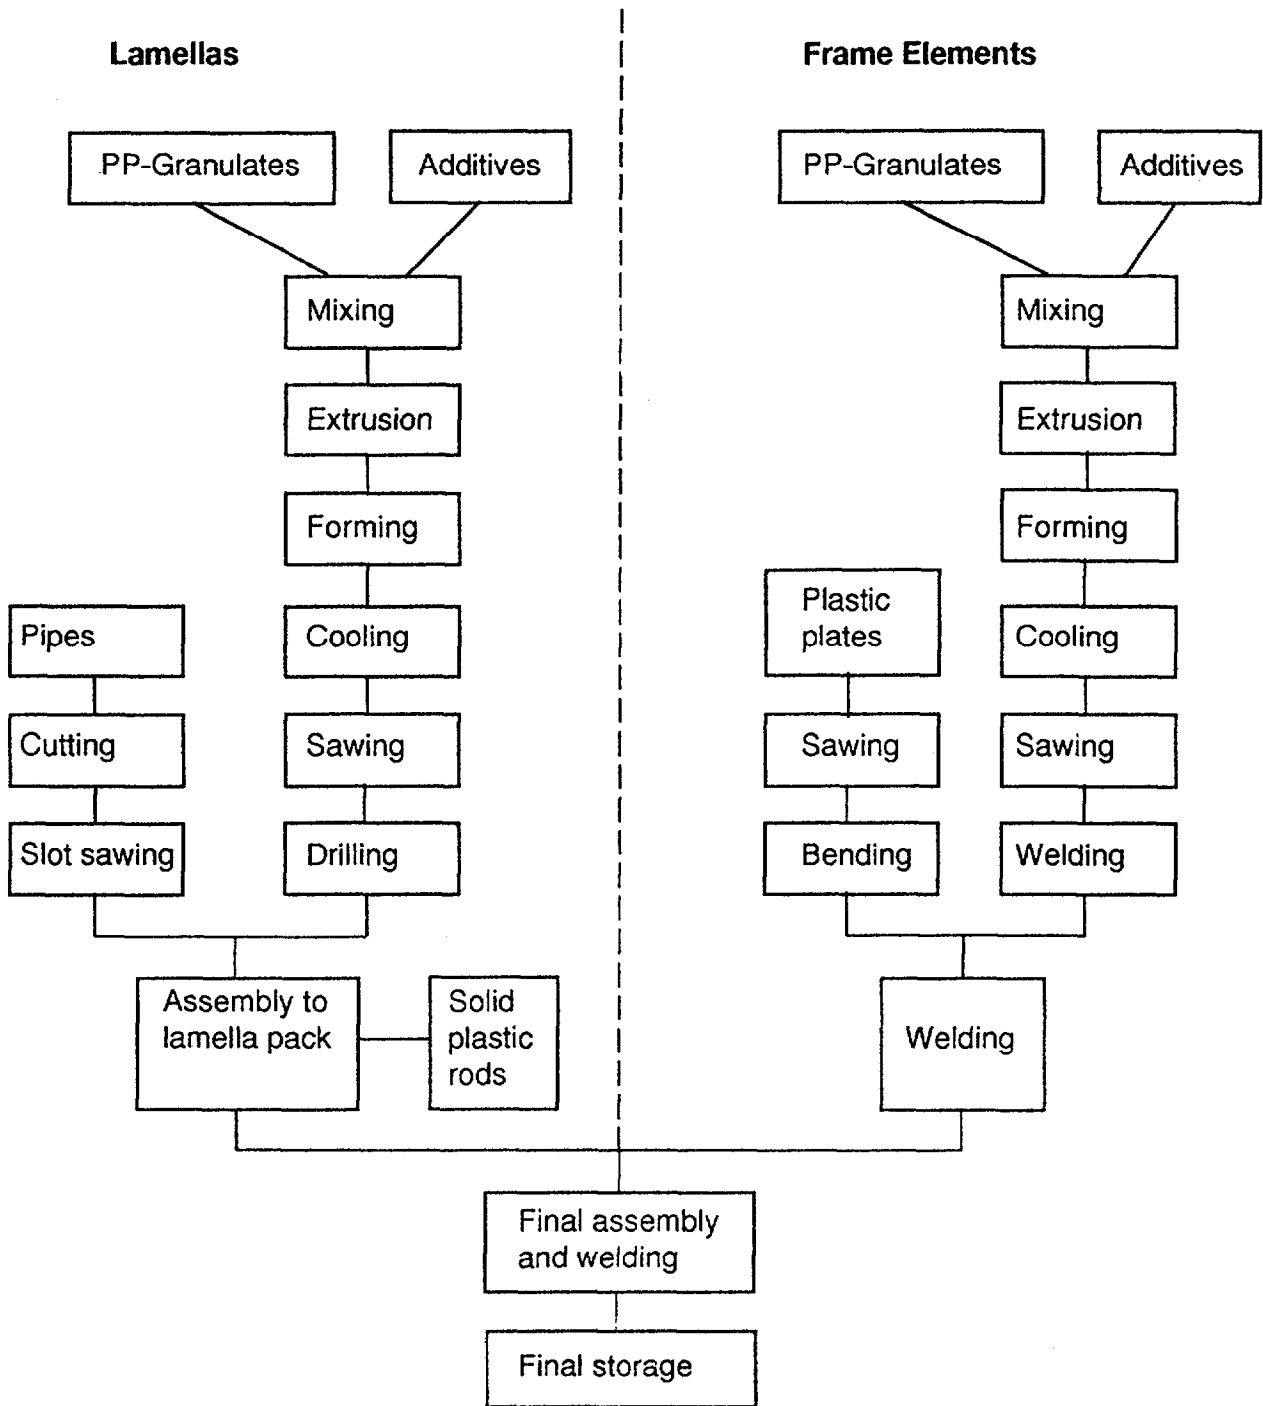 Lamellas
Frame Elements
PP-Granulates
Additives
PP-Granulates
Additives
Mixing
Mixing
Extrusion
Extrusion
Forming
Forming
Plastic
plates
Pipes
Cooling
Cooling
Cutting
Sawing
Sawing
Sawing
Slot sawing
Drilling
Bending
Welding
Assembly to
lamella pack
Solid
plastic
rods
Welding
Final assembly
and welding
Final storage